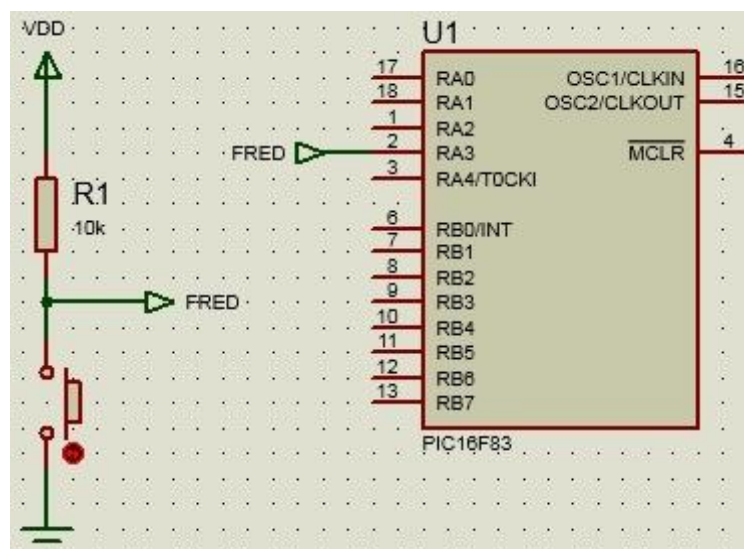 VDD
R1
10k
FRED
U1
FRED
17 RA0
18 RA1
1 RA2
2 RA3
3 RA4/T0CKI
6 RB0/INT
7 RB1
8 RB2
9 RB3
10 RB4
11 RB5
12 RB6
13 RB7
OSC1/CLKIN 16
OSC2/CLKOUT 15
MCLR 4
PIC16F83